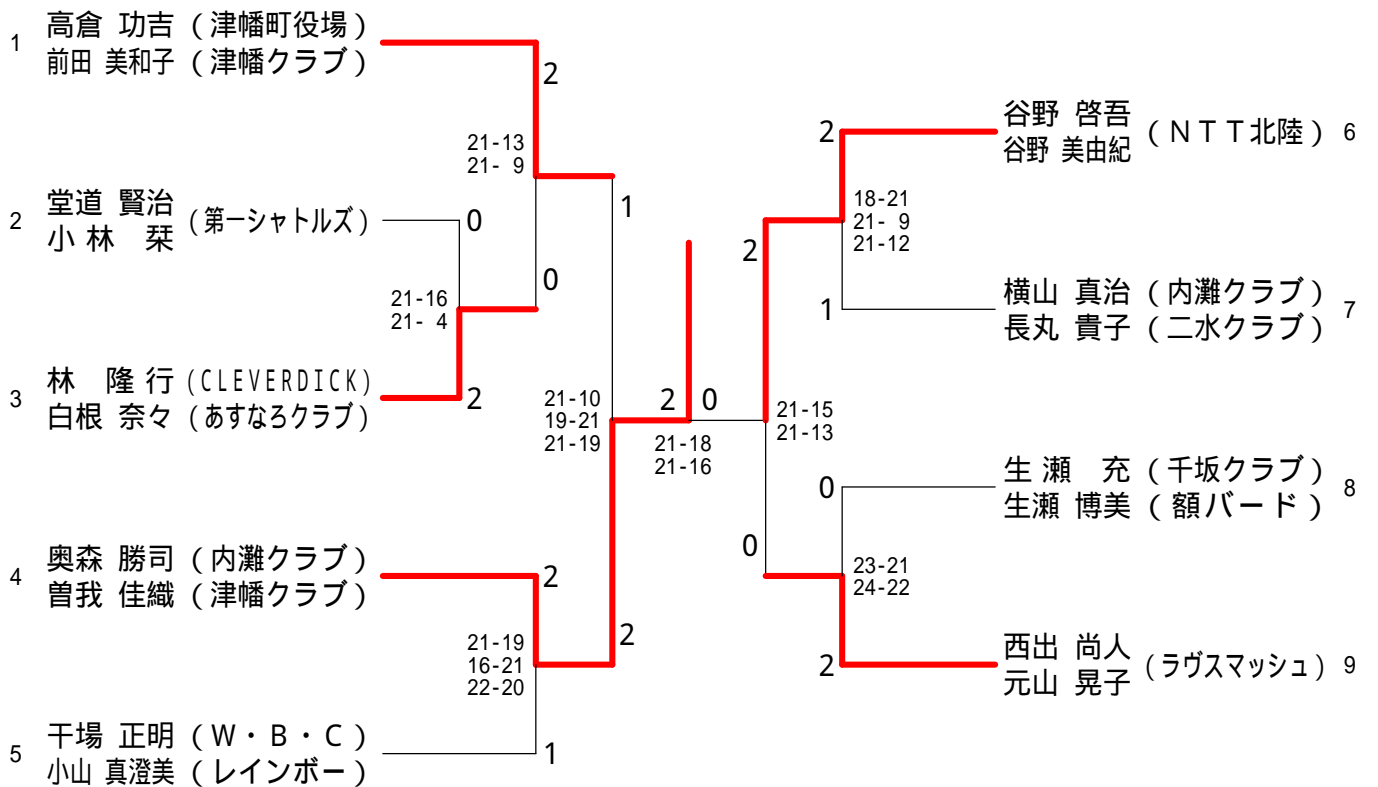 1
高倉 功吉 (津幡町役場)
前田 美和子 (津幡クラブ)
2
21-13
21- 9
2
堂道 賢治
小 林 栞
(第一シャトルズ)
0
0
1
21-16
21- 4
3
林 隆 行 (CLEVERDICK)
白根 奈々 (あすなろクラブ)
2
21-10
19-21
21-19
2
0
21-18
21-16
4
奥森 勝司 (内灘クラブ)
曽我 佳織 (津幡クラブ)
2
21-19
16-21
22-20
2
5
干場 正明 (W・B・C)
小山 真澄美 (レインボー)
1
2
谷野 啓吾
谷野 美由紀
(NTT北陸)
6
18-21
21- 9
21-12
2
1
横山 真治 (内灘クラブ)
長丸 貴子 (二水クラブ)
7
21-15
21-13
0
生 瀬 充 (千坂クラブ)
生瀬 博美 (額バード)
8
0
23-21
24-22
2
西出 尚人
元山 晃子
(ラヴスマッシュ)
9